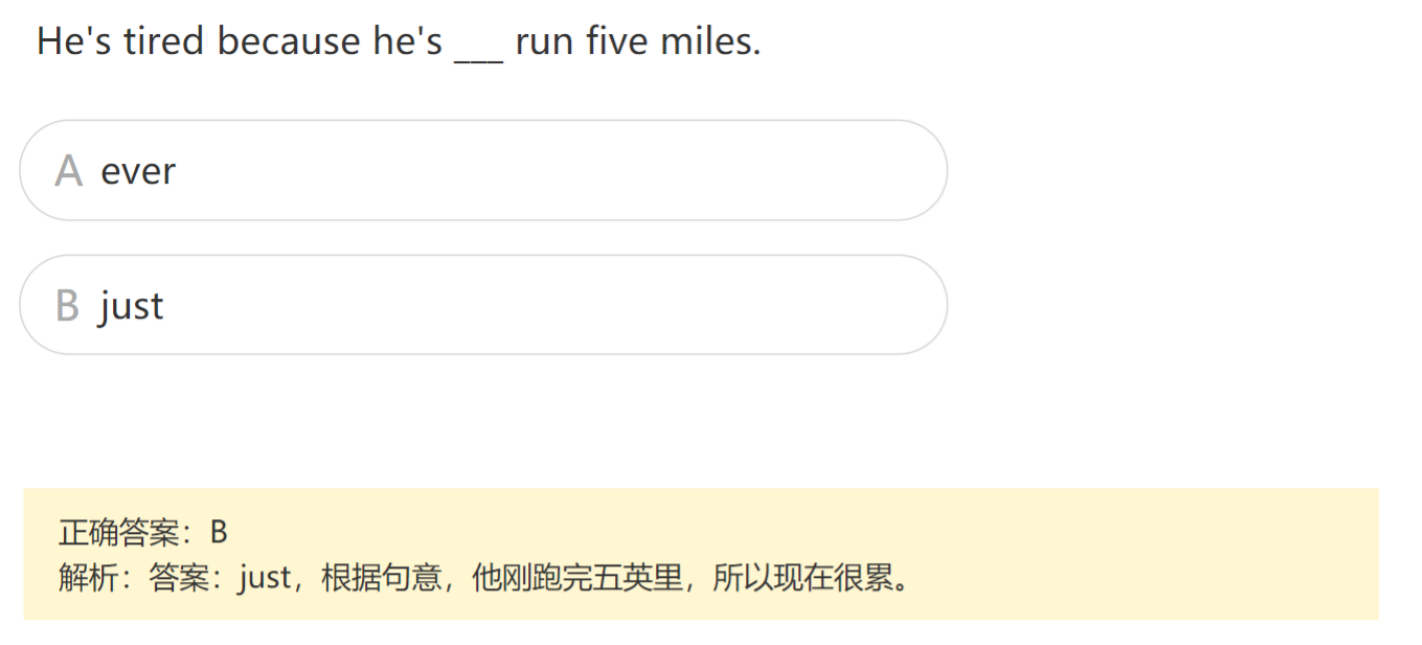 He's tired because he's ___ run five miles.
A ever
B just
正确答案：B
解析：答案：just，根据句意，他刚跑完五英里，所以现在很累。